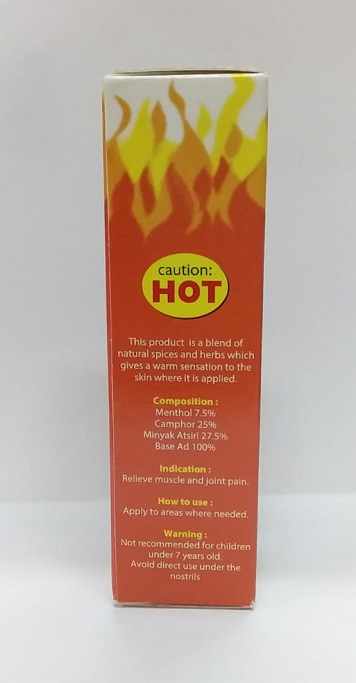 caution:
HOT
This product is a blend of
natural spices and herbs which
gives a warm sensation to the
skin where it is applied.
Composition :
Menthol 7.5%
Camphor 25%
Minyak Atsiri 27.5%
Base Ad 100%
Indication :
Relieve muscle and joint pain.
How to use :
Apply to areas where needed.
Warning :
Not recommended for children
under 7 years old.
Avoid direct use under the
nostrils